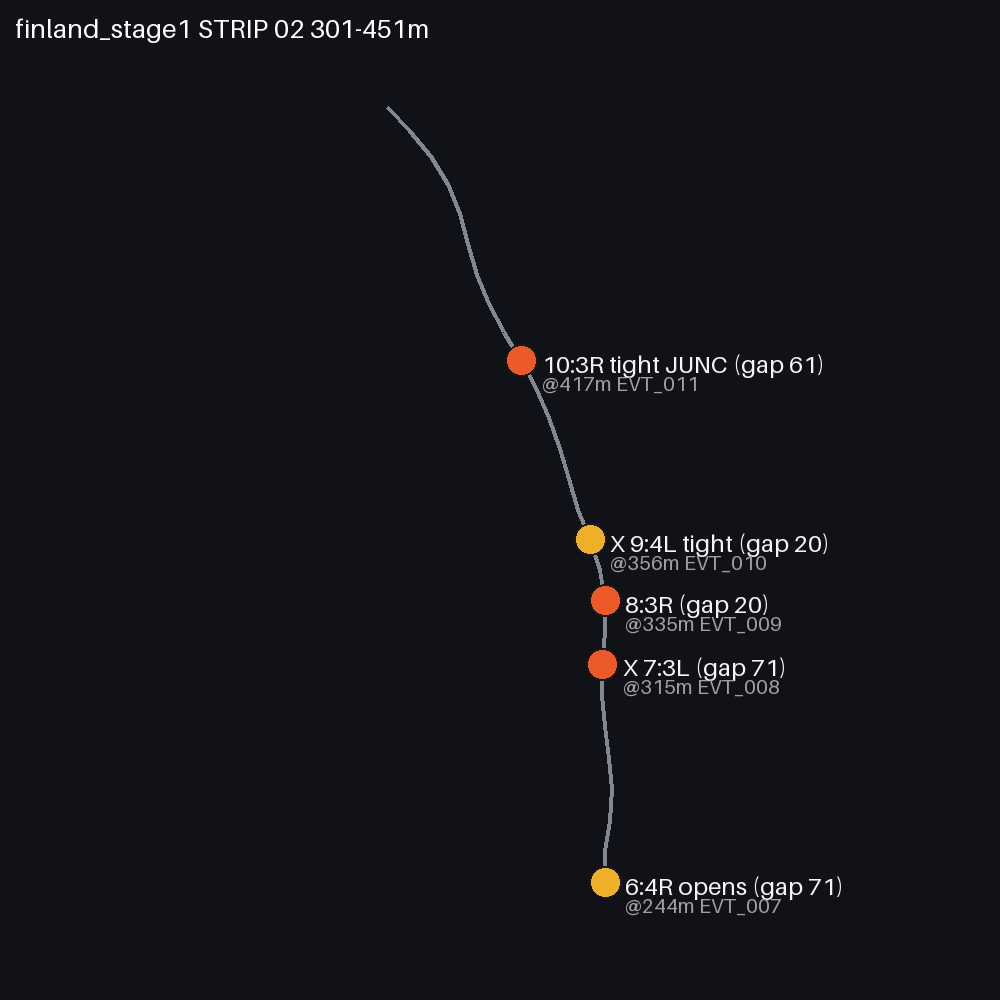 finland_stage1 STRIP 02 301-451m
10:3R tight JUNC (gap 61)
@417m EVT_011
X 9:4L tight (gap 20)
@356m EVT_010
8:3R (gap 20)
@335m EVT_009
X 7:3L (gap 71)
@315m EVT_008
6:4R opens (gap 71)
@244m EVT_007